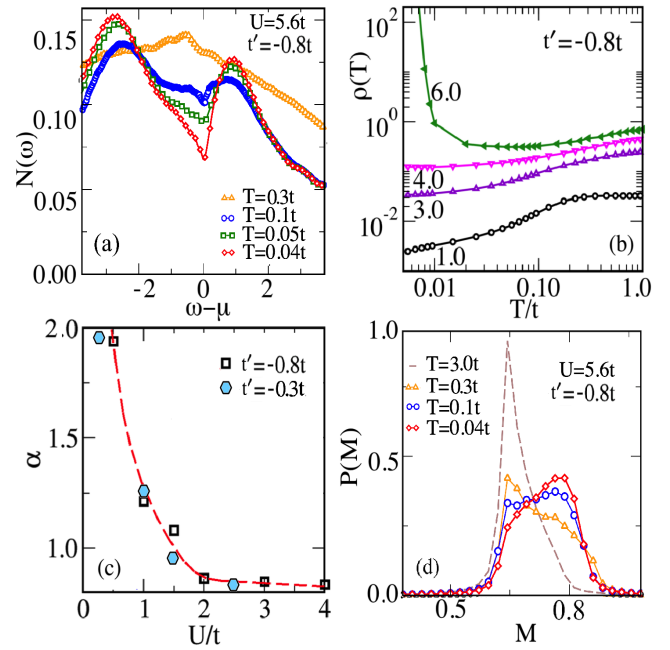 U=5.6t
t′=-0.8t
0.15
0.10
0.05
0.00
N(ω)
T=0.3t
T=0.1t
T=0.05t
T=0.04t
(a)
-2 0 2
ω-μ
t′=-0.8t
ρ(T)
10^2
10^0
10^-2
6.0
4.0
3.0
1.0
(b)
0.01 0.10 1.0
T/t
2.0
1.5
1.0
α
t′=-0.8t
t′=-0.3t
(c)
0 1 2 3 4
U/t
1.0
0.5
0.0
P(M)
T=3.0t
T=0.3t
T=0.1t
T=0.04t
U=5.6t
t′=-0.8t
(d)
0.5 0.8
M